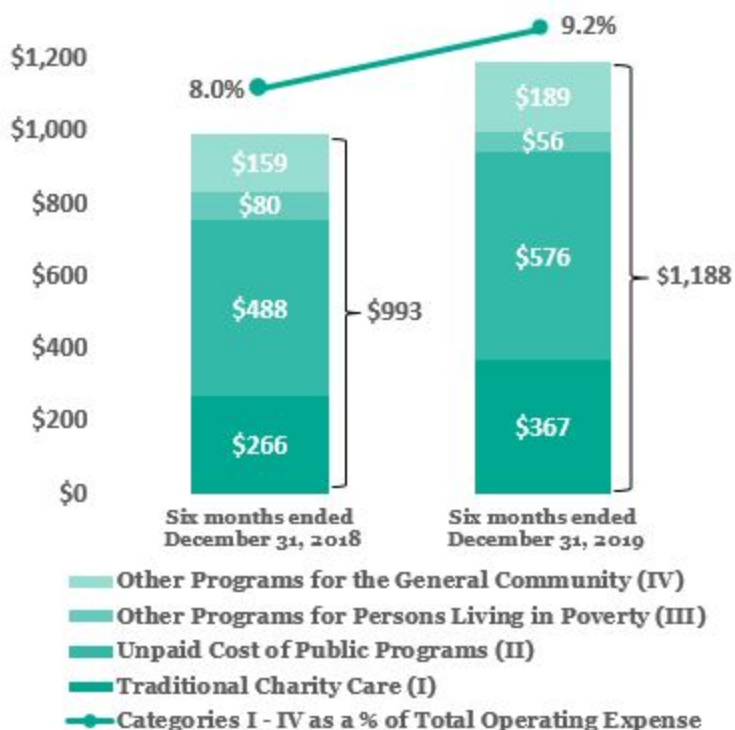 9.2%
8.0%
$1,200
$1,000
$800
$600
$400
$200
$0
$159
$80
$488
$266
$993
$189
$56
$576
$367
$1,188
Six months ended
December 31, 2018
Six months ended
December 31, 2019
Other Programs for the General Community (IV)
Other Programs for Persons Living in Poverty (III)
Unpaid Cost of Public Programs (II)
Traditional Charity Care (I)
Categories I - IV as a % of Total Operating Expense